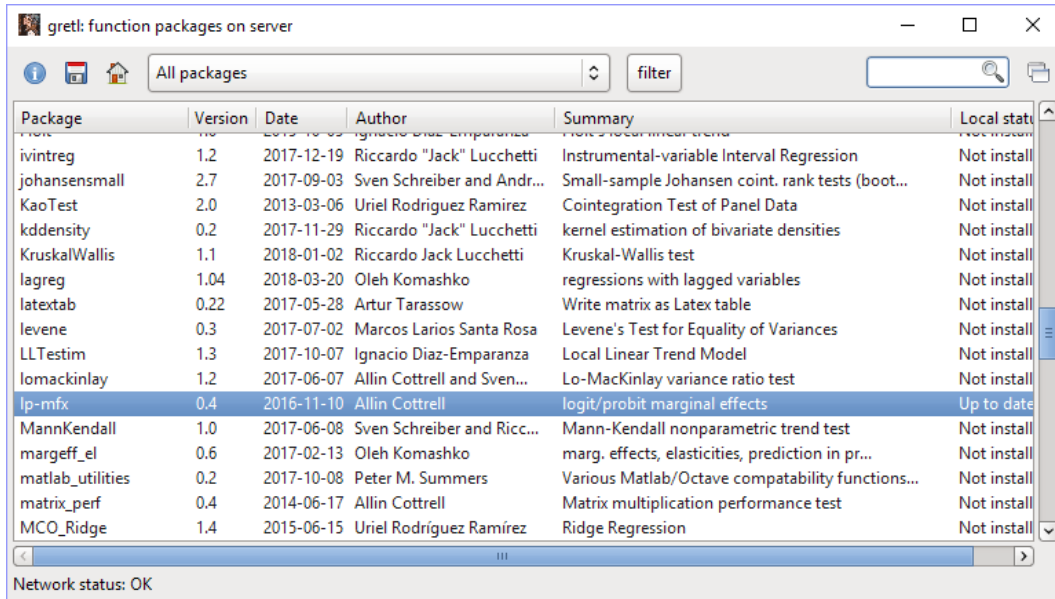 gretl: function packages on server
All packages filter
Package Version Date Author Summary Local statu
Holt 1.0 Ignacio Diaz-Emparanza Holt's local linear trend Not install
ivintreg 1.2 2017-12-19 Riccardo "Jack" Lucchetti Instrumental-variable Interval Regression Not install
johansensmall 2.7 2017-09-03 Sven Schreiber and Andr... Small-sample Johansen coint. rank tests (boot... Not install
KaoTest 2.0 2013-03-06 Uriel Rodriguez Ramirez Cointegration Test of Panel Data Not install
kddensity 0.2 2017-11-29 Riccardo "Jack" Lucchetti kernel estimation of bivariate densities Not install
KruskalWallis 1.1 2018-01-02 Riccardo Jack Lucchetti Kruskal-Wallis test Not install
lagreg 1.04 2018-03-20 Oleh Komashko regressions with lagged variables Not install
latextab 0.22 2017-05-28 Artur Tarassow Write matrix as Latex table Not install
levene 0.3 2017-07-02 Marcos Larios Santa Rosa Levene's Test for Equality of Variances Not install
LLTestim 1.3 2017-10-07 Ignacio Diaz-Emparanza Local Linear Trend Model Not install
lomackinlay 1.2 2017-06-07 Allin Cottrell and Sven... Lo-MacKinlay variance ratio test Not install
lp-mfx 0.4 2016-11-10 Allin Cottrell logit/probit marginal effects Up to date
MannKendall 1.0 2017-06-08 Sven Schreiber and Ricc... Mann-Kendall nonparametric trend test Not install
margeff_el 0.6 2017-02-13 Oleh Komashko marg. effects, elasticities, prediction in pr... Not install
matlab_utilities 0.2 2017-10-08 Peter M. Summers Various Matlab/Octave compatability functions... Not install
matrix_perf 0.4 2014-06-17 Allin Cottrell Matrix multiplication performance test Not install
MCO_Ridge 1.4 2015-06-15 Uriel Rodríguez Ramírez Ridge Regression Not install
Network status: OK